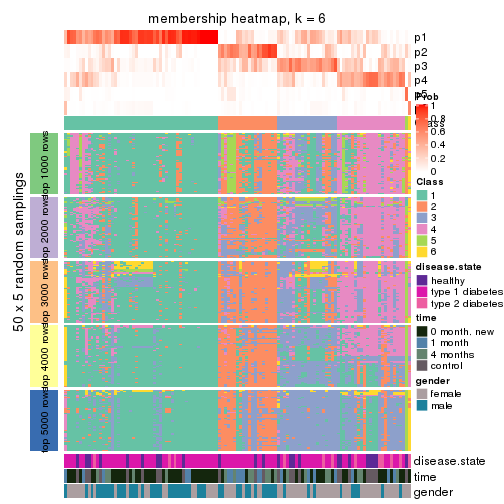 membership heatmap, k = 6
p1
p2
p3
p4
p5
Prob
1
0.8
0.6
0.4
0.2
0
Class
Class
1
2
3
4
5
6
disease.state
healthy
type 1 diabetes
type 2 diabetes
time
0 month. new
1 month
4 months
control
gender
female
male
50 x 5 random samplings
top 1000 rows
top 2000 rows
top 3000 rows
top 4000 rows
top 5000 rows
disease.state
time
gender